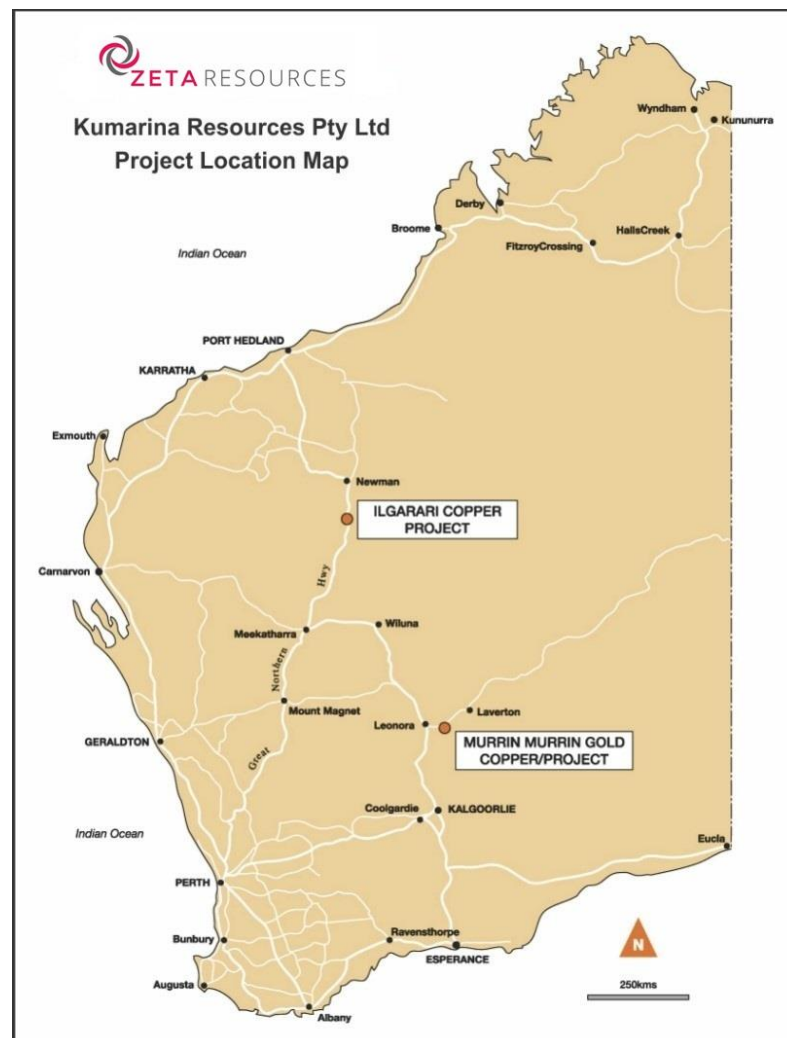 ZETA RESOURCES
Kumarina Resources Pty Ltd
Project Location Map
Wyndham
Kununurra
Derby
Broome
FitzroyCrossing
HallsCreek
Indian Ocean
PORT HEDLAND
KARRATHA
Exmouth
Newman
ILGARARI COPPER
PROJECT
Carnarvon
Hwy
Meekatharra
Wiluna
Northern
Mount Magnet
Laverton
Leonora
GERALDTON
MURRIN MURRIN GOLD
COPPER/PROJECT
Great
Coolgardie
KALGOORLIE
Indian Ocean
Eucla
PERTH
Bunbury
Ravensthorpe
ESPERANCE
N
Augusta
250kms
Albany